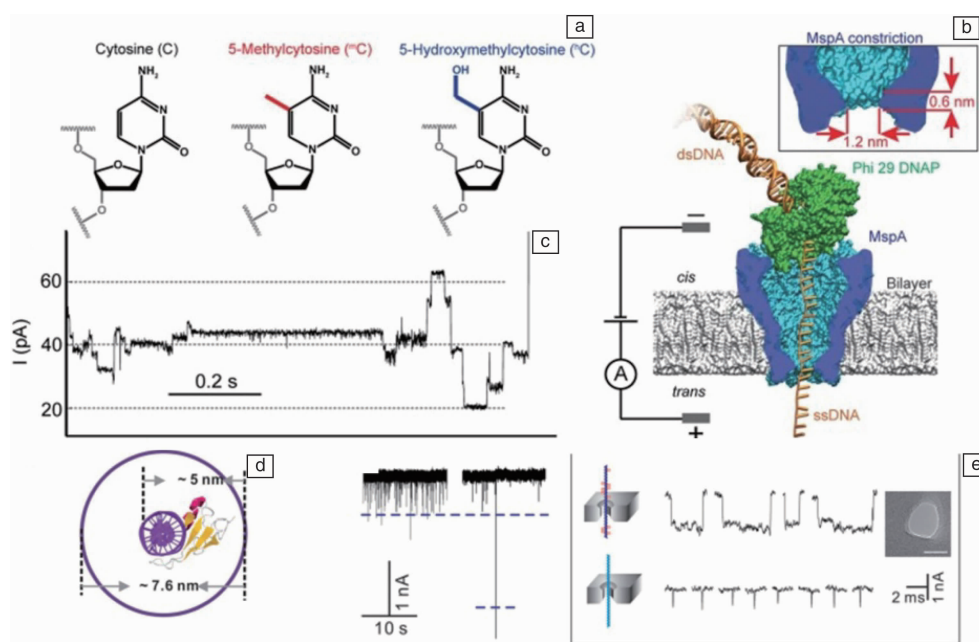 a
Cytosine (C)
5-Methylcytosine (ᵐC)
5-Hydroxymethylcytosine (ʰC)
NH₂
N
N
O
O
O
NH₂
N
N
O
O
O
OH
NH₂
N
N
O
O
O
b
MspA constriction
0.6 nm
1.2 nm
dsDNA
Phi 29 DNAP
MspA
Bilayer
cis
−
A
trans
+
ssDNA
c
I (pA)
60
40
20
0.2 s
d
~ 5 nm
~ 7.6 nm
1 nA
10 s
e
2 ms
1 nA